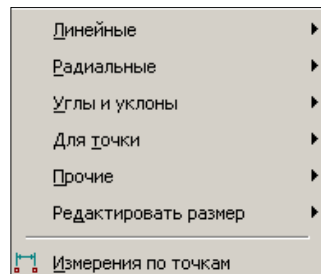 Линейные
Радиальные
Углы и уклоны
Для точки
Прочие
Редактировать размер
Измерения по точкам